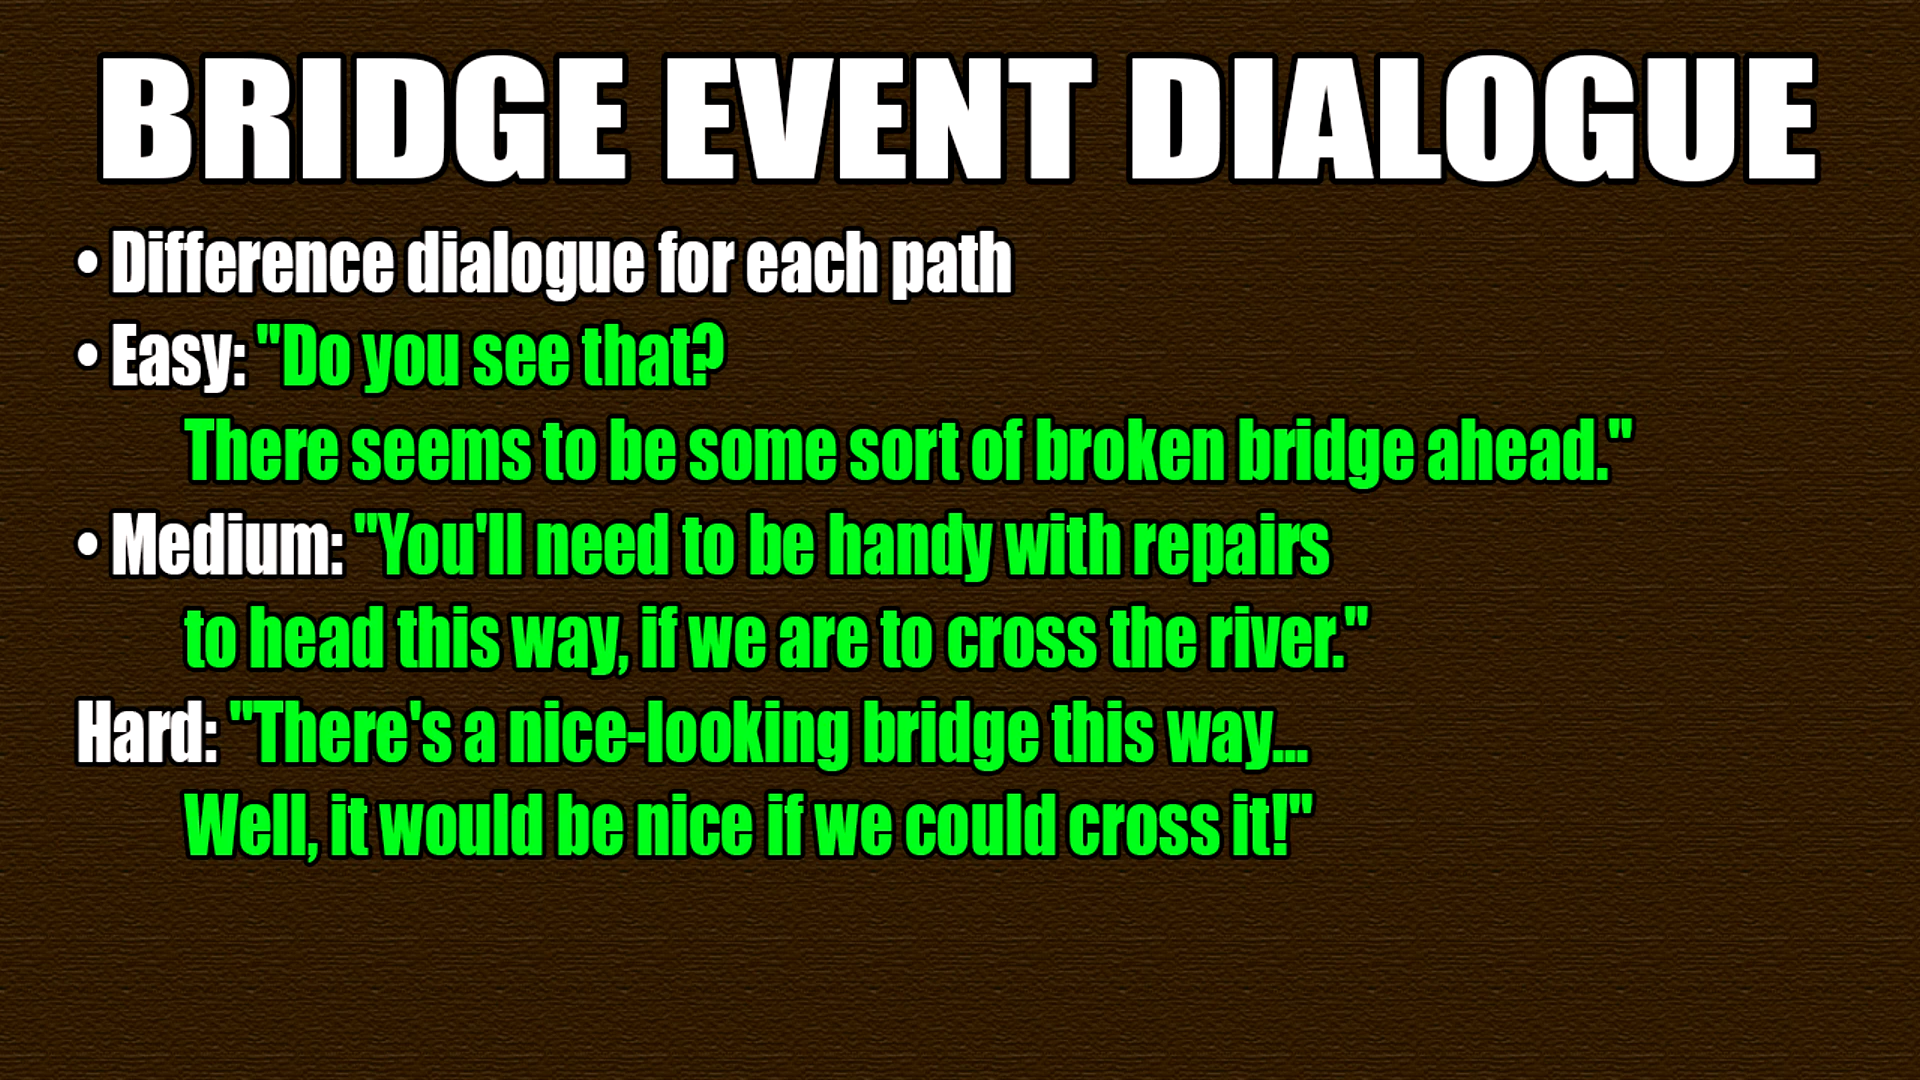 BRIDGE EVENT DIALOGUE
• Difference dialogue for each path
• Easy: "Do you see that?
There seems to be some sort of broken bridge ahead."
• Medium: "You'll need to be handy with repairs
to head this way, if we are to cross the river."
Hard: "There's a nice-looking bridge this way...
Well, it would be nice if we could cross it!"